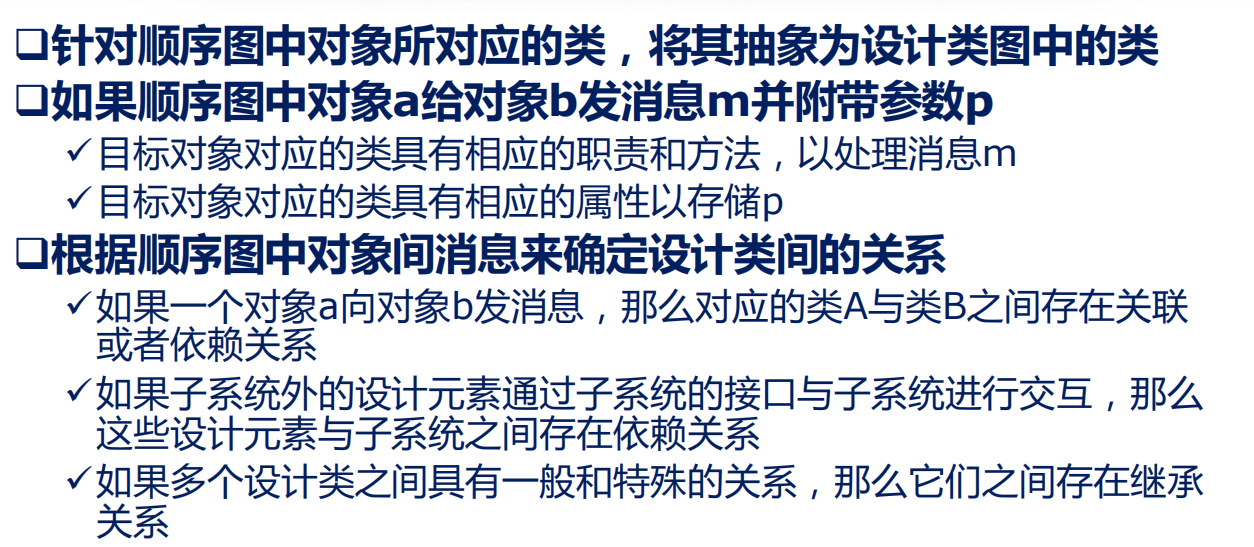 ❑针对顺序图中对象所对应的类，将其抽象为设计类图中的类
❑如果顺序图中对象a给对象b发消息m并附带参数p
✓目标对象对应的类具有相应的职责和方法，以处理消息m
✓目标对象对应的类具有相应的属性以存储p
❑根据顺序图中对象间消息来确定设计类间的关系
✓如果一个对象a向对象b发消息，那么对应的类A与类B之间存在关联
或者依赖关系
✓如果子系统外的设计元素通过子系统的接口与子系统进行交互，那么
这些设计元素与子系统之间存在依赖关系
✓如果多个设计类之间具有一般和特殊的关系，那么它们之间存在继承
关系